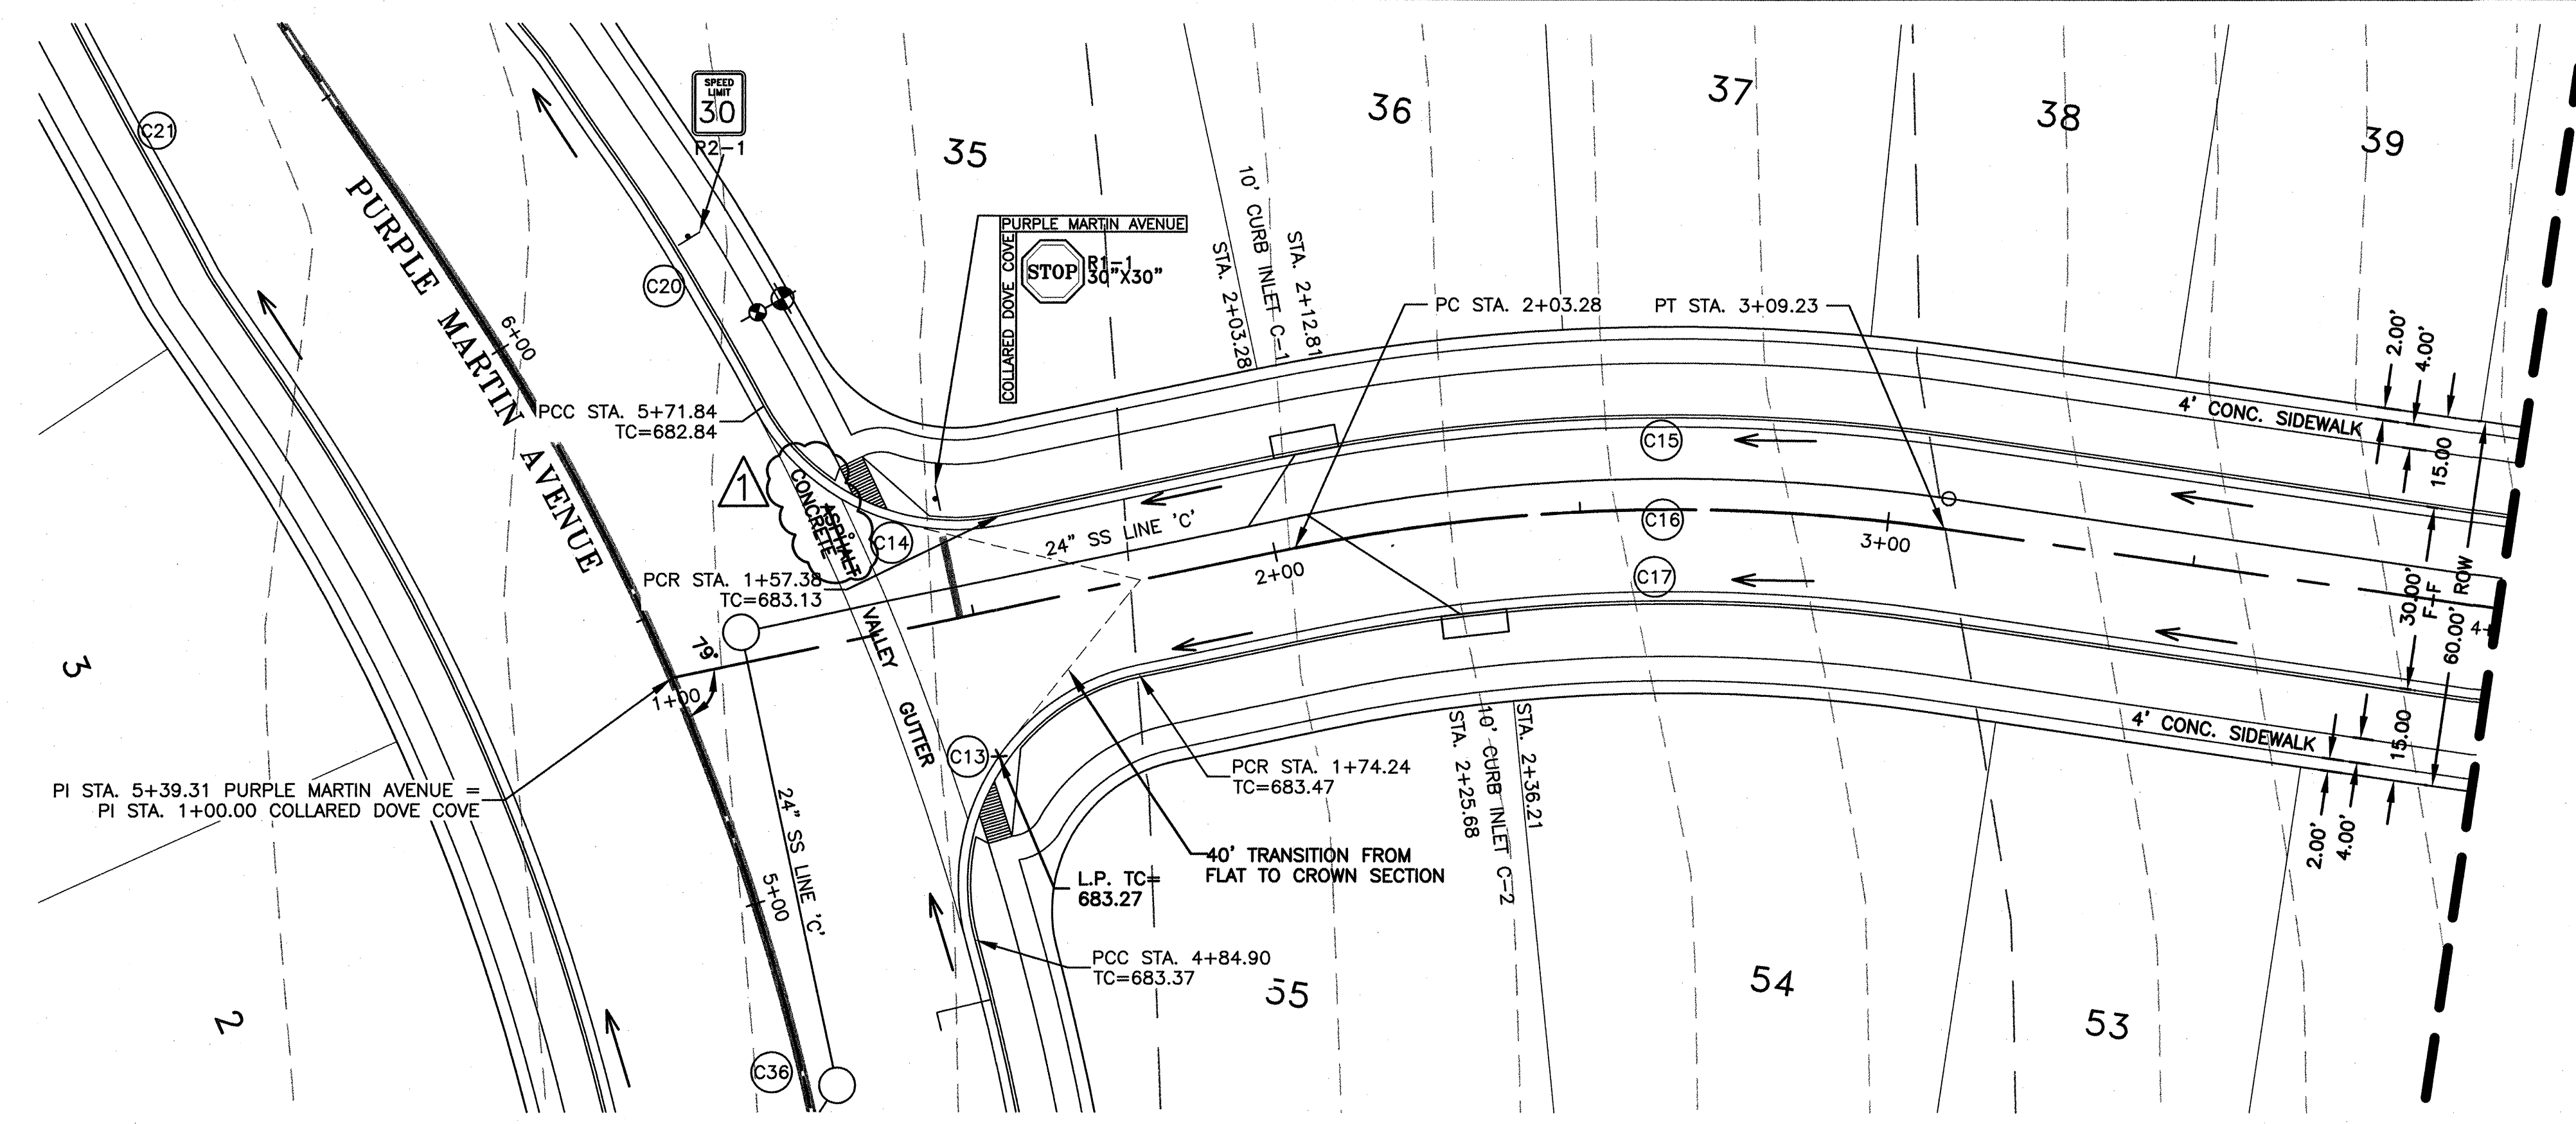 SPEED
LIMIT
30
R2-1
C21
PURPLE MARTIN AVENUE
6+00
C20
35
36
37
38
39
PURPLE MARTIN AVENUE
COLLARED DOVE COVE
STOP
R1-1
30"X30"
STA. 2+03.28
10' CURB INLET C-1
STA. 2+12.81
PC STA. 2+03.28
PT STA. 3+09.23
2.00'
4.00'
4' CONC. SIDEWALK
15.00
PCC STA. 5+71.84
TC=682.84
1
CONCRETE
ASPHALT
C14
C15
C16
C17
24" SS LINE 'C'
PCR STA. 1+57.38
TC=683.13
2+00
3+00
30.00'
F-F
60.00' ROW
4+
79°
1+00
VALLEY GUTTER
3
C13
PI STA. 5+39.31 PURPLE MARTIN AVENUE =
PI STA. 1+00.00 COLLARED DOVE COVE
24" SS LINE 'C'
5+00
PCR STA. 1+74.24
TC=683.47
STA. 2+25.68
10' CURB INLET C-2
STA. 2+36.21
4' CONC. SIDEWALK
15.00
2.00'
4.00'
40' TRANSITION FROM
FLAT TO CROWN SECTION
L.P. TC=
683.27
PCC STA. 4+84.90
TC=683.37
2
C36
55
54
53